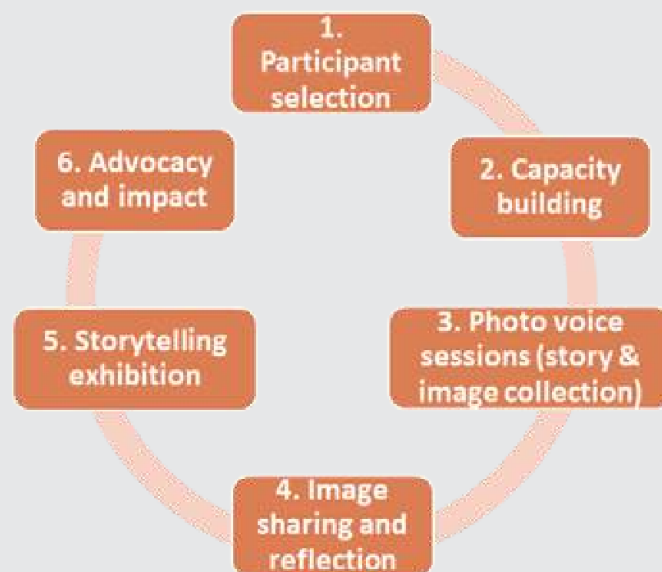 1.
Participant
selection
2. Capacity
building
3. Photo voice
sessions (story &
image collection)
4. Image
sharing and
reflection
5. Storytelling
exhibition
6. Advocacy
and impact